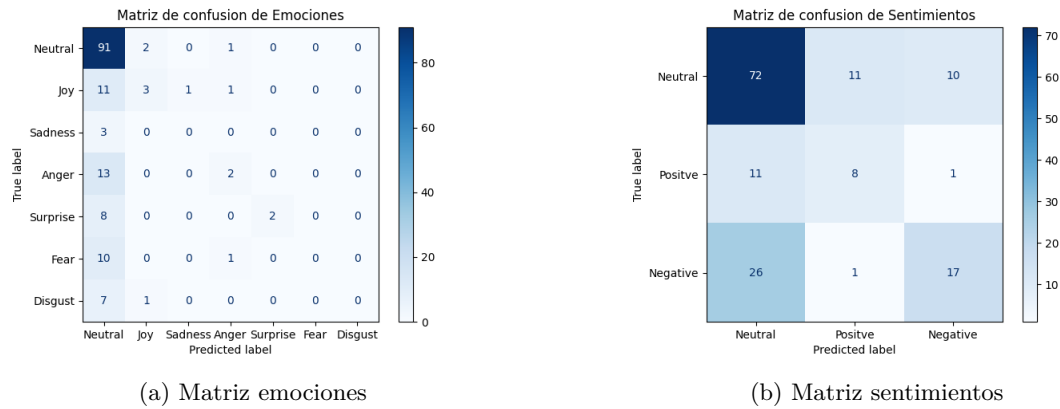 Matriz de confusion de Emociones
True label
Neutral 91 2 0 1 0 0 0
Joy 11 3 1 1 0 0 0
Sadness 3 0 0 0 0 0 0
Anger 13 0 0 2 0 0 0
Surprise 8 0 0 0 2 0 0
Fear 10 0 0 1 0 0 0
Disgust 7 1 0 0 0 0 0
Neutral Joy Sadness Anger Surprise Fear Disgust
Predicted label
80
60
40
20
0
(a) Matriz emociones
Matriz de confusion de Sentimientos
True label
Neutral 72 11 10
Positve 11 8 1
Negative 26 1 17
Neutral Positve Negative
Predicted label
70
60
50
40
30
20
10
(b) Matriz sentimientos